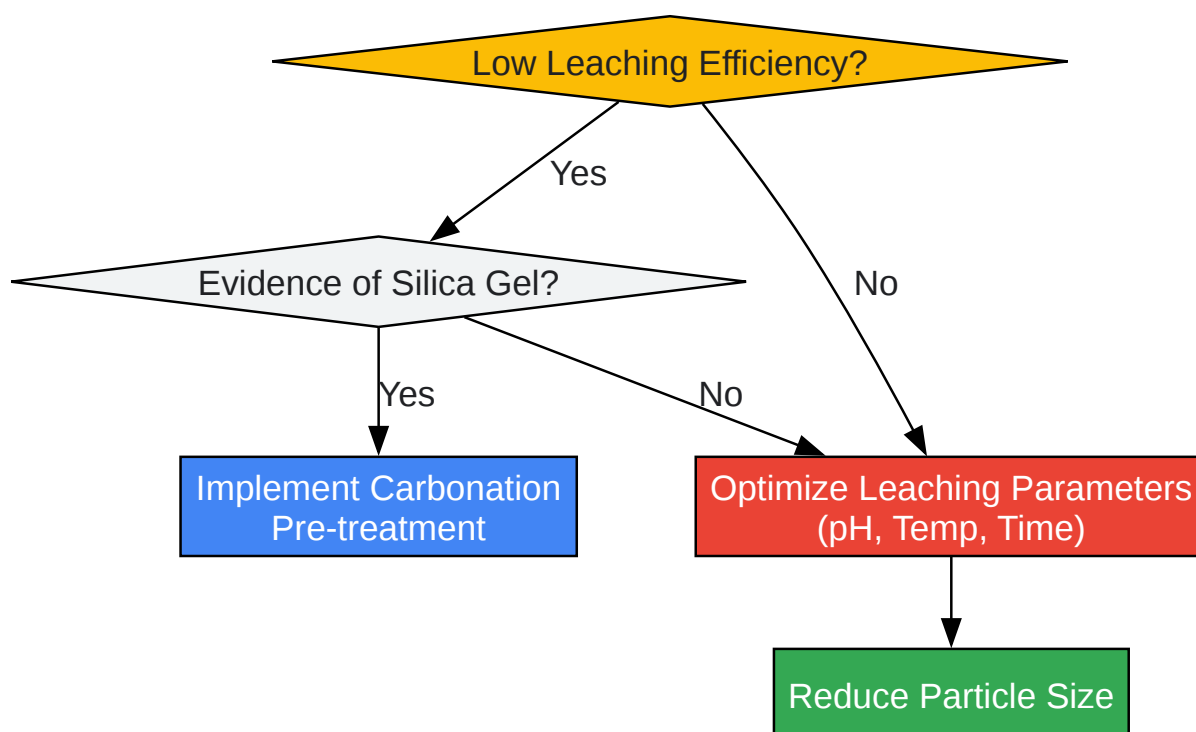 Low Leaching Efficiency?
Yes
Evidence of Silica Gel?
No
Yes
No
Implement Carbonation
Pre-treatment
Optimize Leaching Parameters
(pH, Temp, Time)
Reduce Particle Size